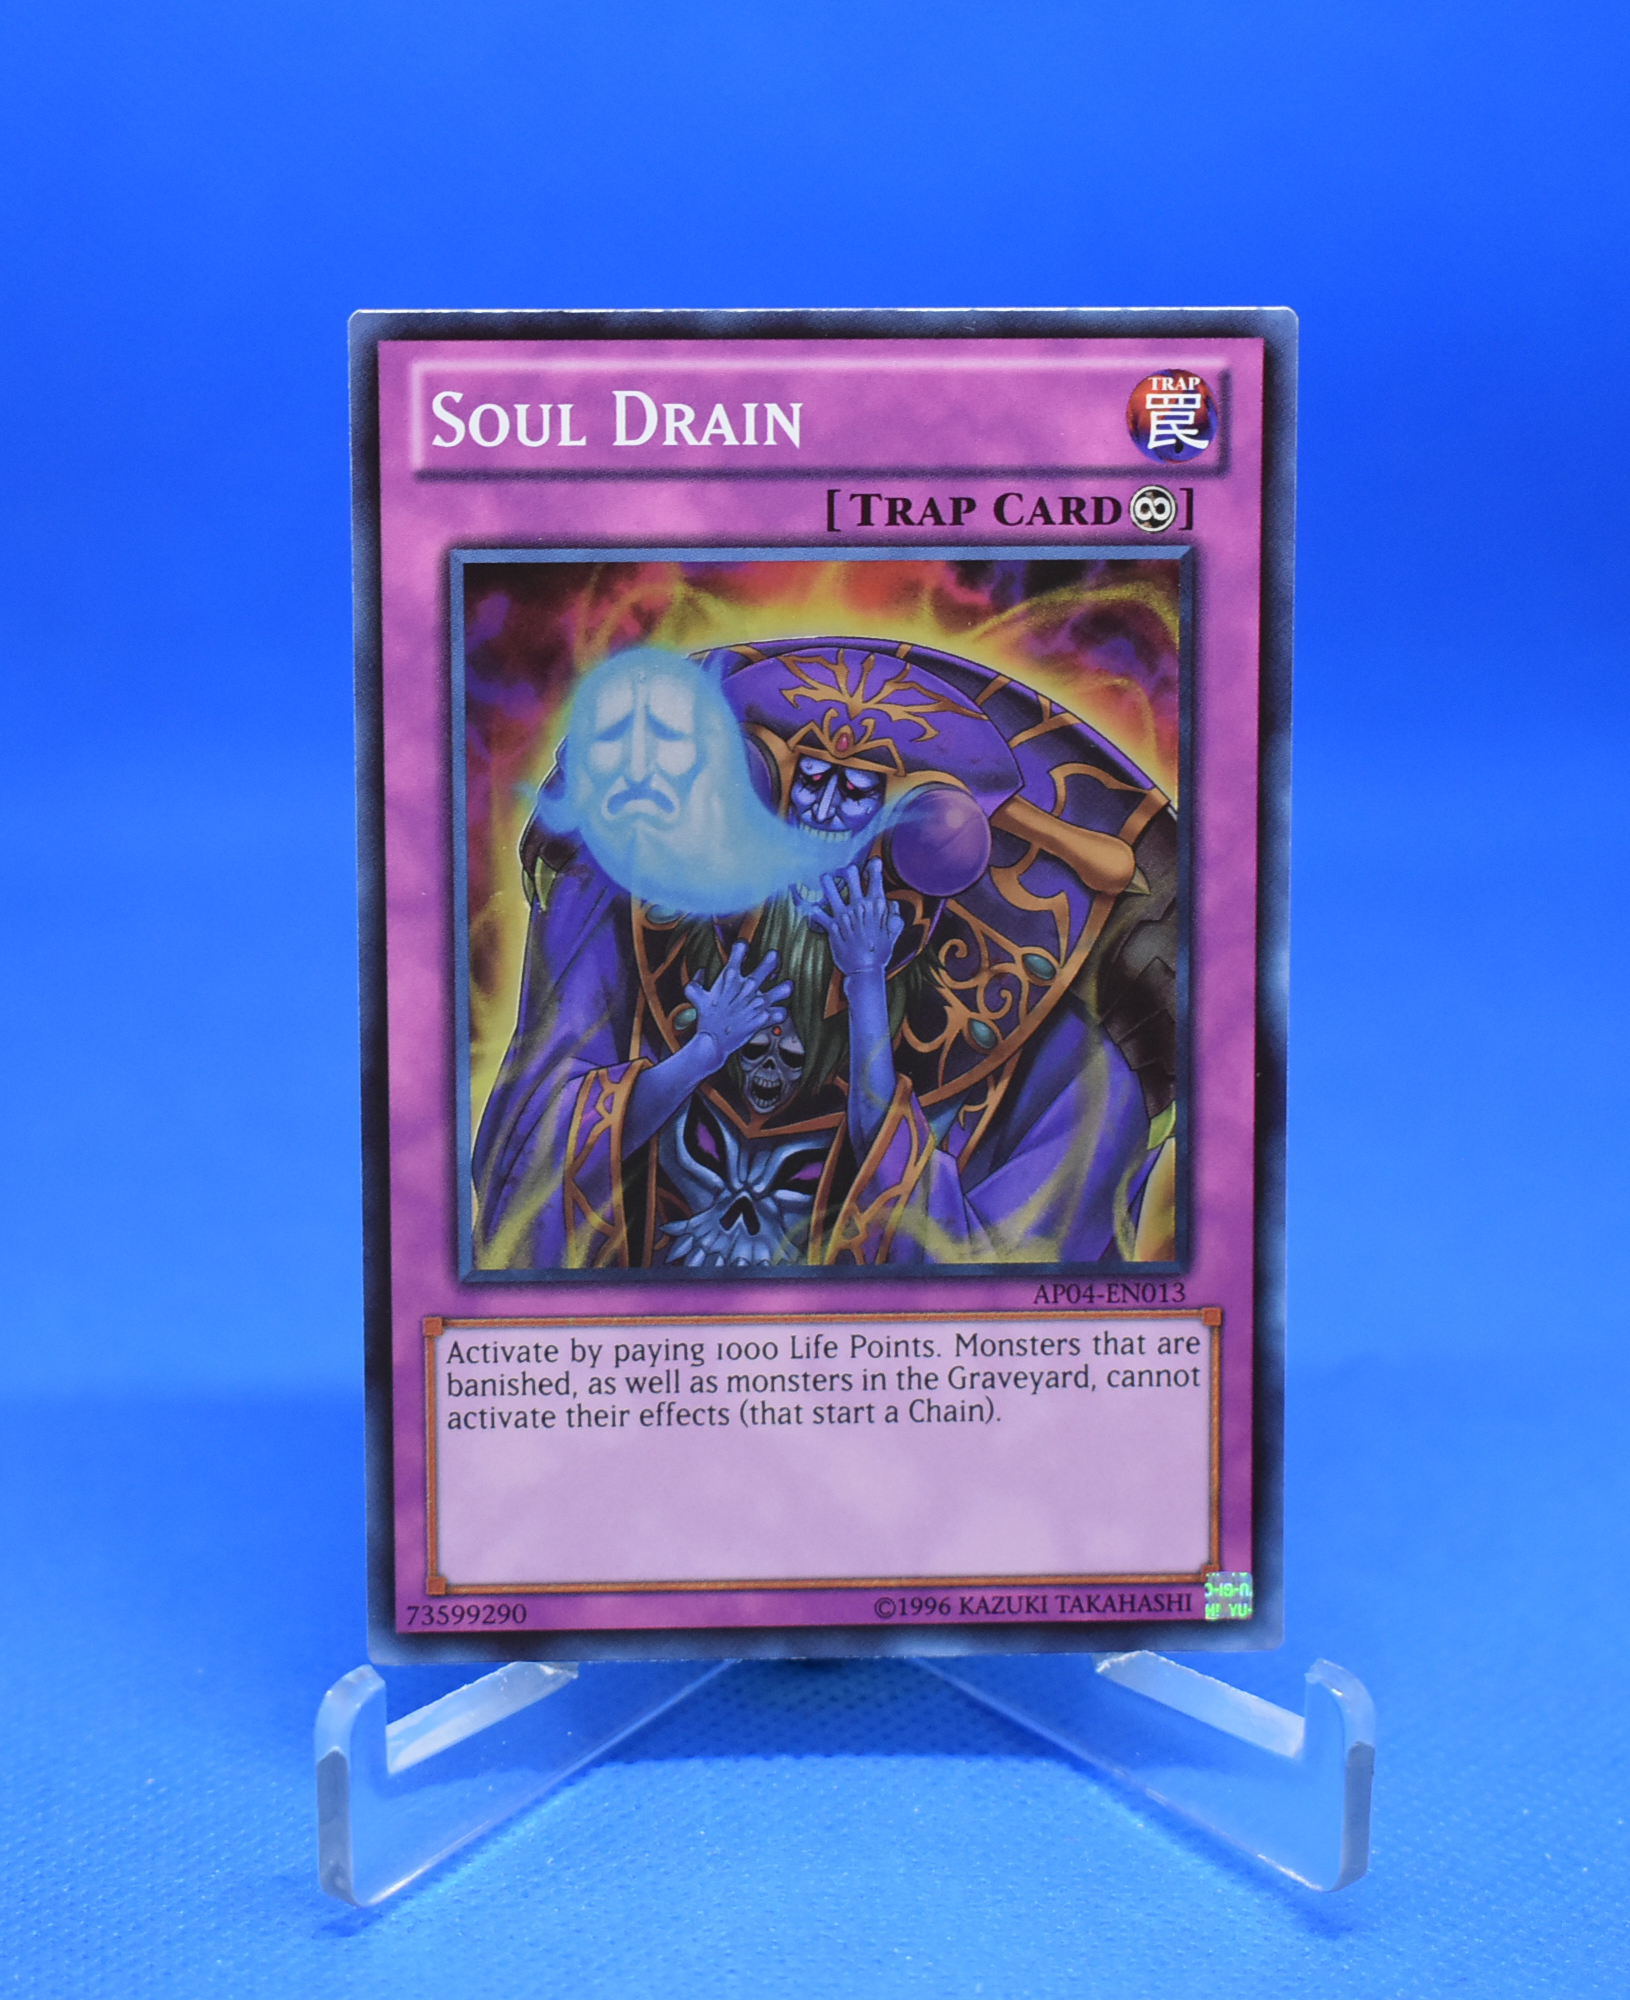 SOUL DRAIN
TRAP
罠
[TRAP CARD∞]
AP04-EN013
Activate by paying 1000 Life Points. Monsters that are
banished, as well as monsters in the Graveyard, cannot
activate their effects (that start a Chain).
73599290
©1996 KAZUKI TAKAHASHI